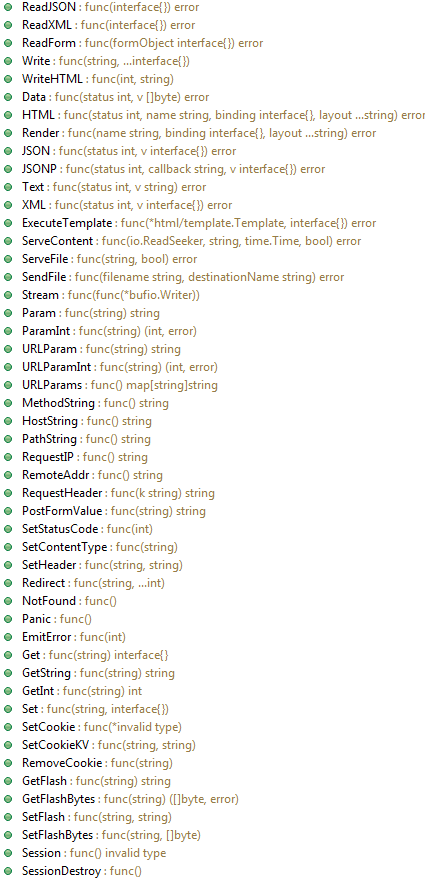 ReadJSON : func(interface{}) error
ReadXML : func(interface{}) error
ReadForm : func(formObject interface{}) error
Write : func(string, ...interface{})
WriteHTML : func(int, string)
Data : func(status int, v []byte) error
HTML : func(status int, name string, binding interface{}, layout ...string) error
Render : func(name string, binding interface{}, layout ...string) error
JSON : func(status int, v interface{}) error
JSONP : func(status int, callback string, v interface{}) error
Text : func(status int, v string) error
XML : func(status int, v interface{}) error
ExecuteTemplate : func(*html/template.Template, interface{}) error
ServeContent : func(io.ReadSeeker, string, time.Time, bool) error
ServeFile : func(string, bool) error
SendFile : func(filename string, destinationName string) error
Stream : func(func(*bufio.Writer))
Param : func(string) string
ParamInt : func(string) (int, error)
URLParam : func(string) string
URLParamInt : func(string) (int, error)
URLParams : func() map[string]string
MethodString : func() string
HostString : func() string
PathString : func() string
RequestIP : func() string
RemoteAddr : func() string
RequestHeader : func(k string) string
PostFormValue : func(string) string
SetStatusCode : func(int)
SetContentType : func(string)
SetHeader : func(string, string)
Redirect : func(string, ...int)
NotFound : func()
Panic : func()
EmitError : func(int)
Get : func(string) interface{}
GetString : func(string) string
GetInt : func(string) int
Set : func(string, interface{})
SetCookie : func(*invalid type)
SetCookieKV : func(string, string)
RemoveCookie : func(string)
GetFlash : func(string) string
GetFlashBytes : func(string) ([]byte, error)
SetFlash : func(string, string)
SetFlashBytes : func(string, []byte)
Session : func() invalid type
SessionDestroy : func()